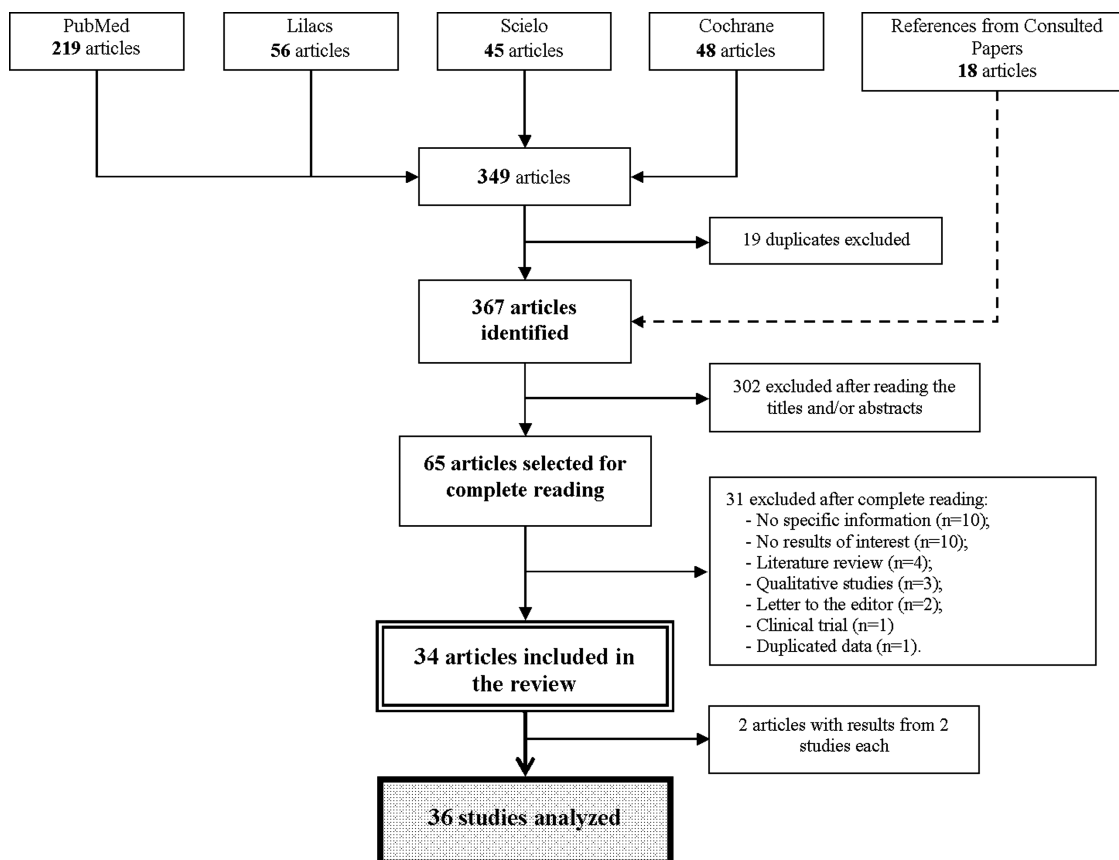 PubMed
219 articles
Lilacs
56 articles
Scielo
45 articles
Cochrane
48 articles
References from Consulted
Papers
18 articles
349 articles
19 duplicates excluded
367 articles
identified
302 excluded after reading the
titles and/or abstracts
65 articles selected for
complete reading
31 excluded after complete reading:
- No specific information (n=10);
- No results of interest (n=10);
- Literature review (n=4);
- Qualitative studies (n=3);
- Letter to the editor (n=2);
- Clinical trial (n=1)
- Duplicated data (n=1).
34 articles included in
the review
2 articles with results from 2
studies each
36 studies analyzed